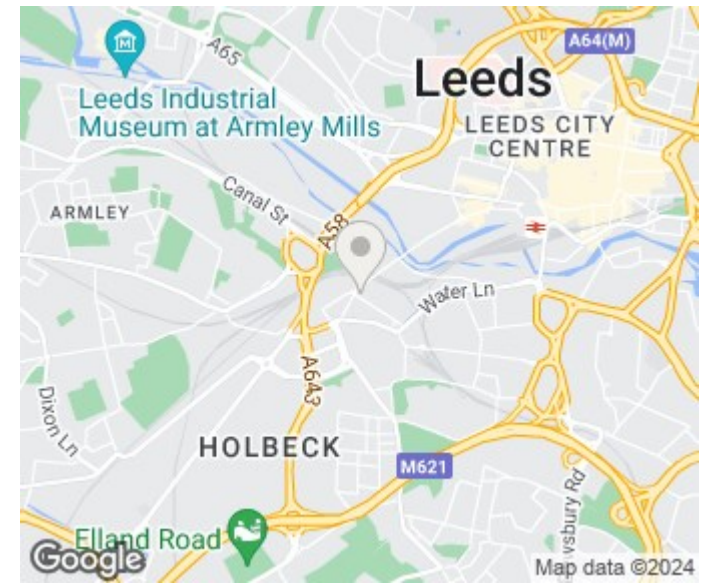 A64(M)
A65
Leeds
Leeds Industrial
Museum at Armley Mills
LEEDS CITY
CENTRE
Canal St
ARMLEY
A58
Water Ln
A643
Dixon Ln
HOLBECK
M621
Elland Road
Google
Map data ©2024